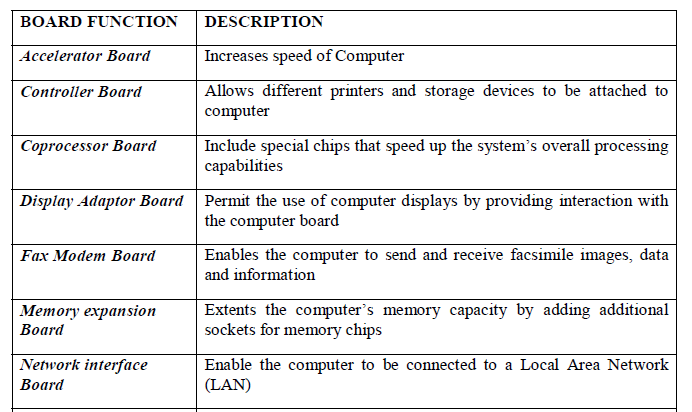 BOARD FUNCTION DESCRIPTION
Accelerator Board Increases speed of Computer
Controller Board Allows different printers and storage devices to be attached to
computer
Coprocessor Board Include special chips that speed up the system's overall processing
capabilities
Display Adaptor Board Permit the use of computer displays by providing interaction with
the computer board
Fax Modem Board Enables the computer to send and receive facsimile images, data
and information
Memory expansion Extents the computer's memory capacity by adding additional
Board sockets for memory chips
Network interface Enable the computer to be connected to a Local Area Network
Board (LAN)